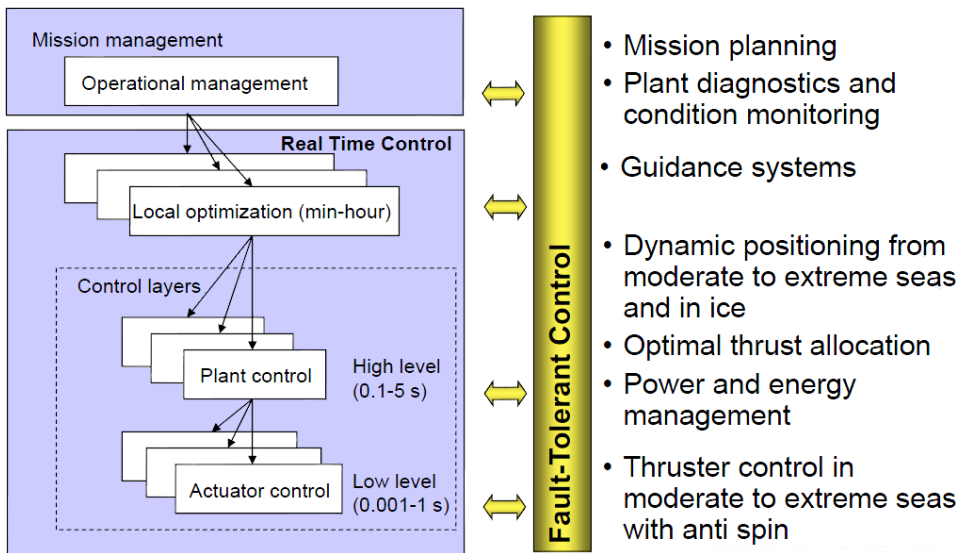 Mission management
Operational management
Real Time Control
Local optimization (min-hour)
Control layers
Plant control
High level
(0.1-5 s)
Actuator control
Low level
(0.001-1 s)
Fault-Tolerant Control
• Mission planning
• Plant diagnostics and
condition monitoring
• Guidance systems
• Dynamic positioning from
moderate to extreme seas
and in ice
• Optimal thrust allocation
• Power and energy
management
• Thruster control in
moderate to extreme seas
with anti spin